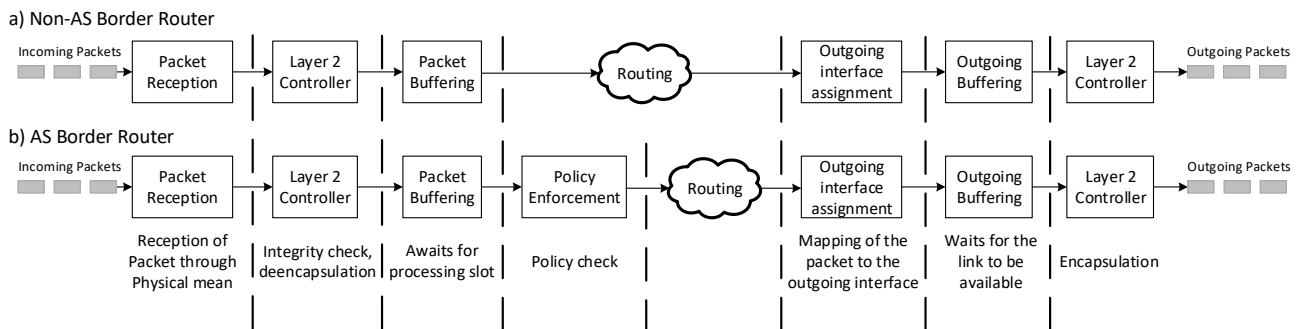 a) Non-AS Border Router
Incoming Packets
Packet
Reception
Layer 2
Controller
Packet
Buffering
Routing
Outgoing
interface
assignment
Outgoing
Buffering
Layer 2
Controller
Outgoing Packets
b) AS Border Router
Incoming Packets
Packet
Reception
Layer 2
Controller
Packet
Buffering
Policy
Enforcement
Routing
Outgoing
interface
assignment
Outgoing
Buffering
Layer 2
Controller
Outgoing Packets
Reception of
Packet through
Physical mean
Integrity check,
deencapsulation
Awaits for
processing slot
Policy check
Mapping of the
packet to the
outgoing interface
Waits for the
link to be
available
Encapsulation